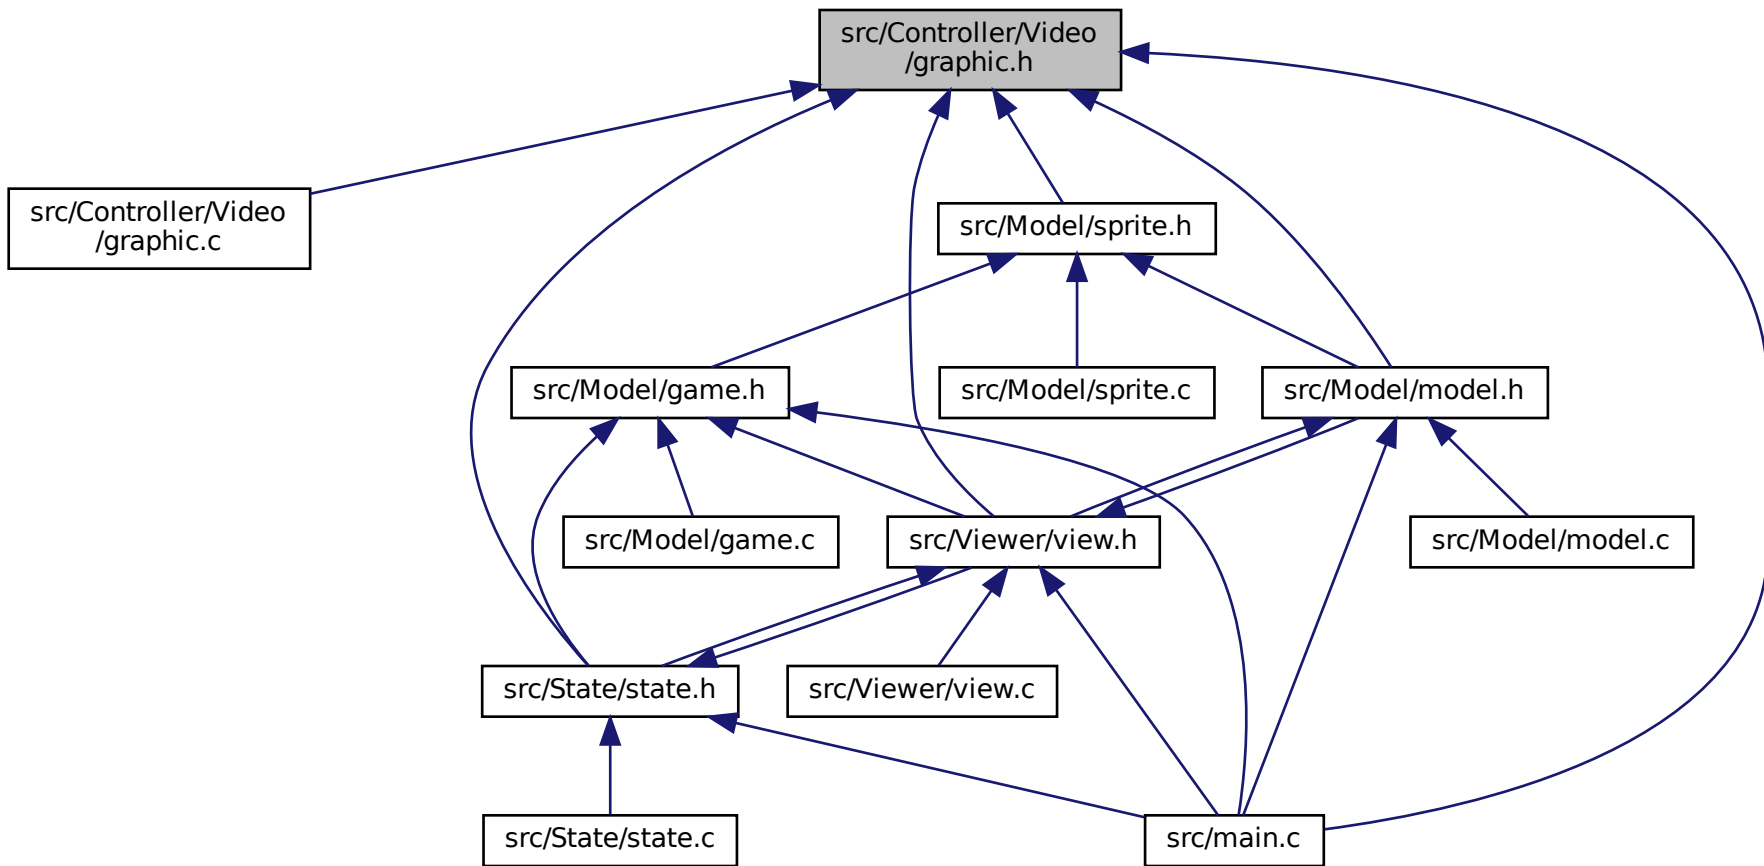 src/Controller/Video
/graphic.h
src/Controller/Video
/graphic.c
src/Model/sprite.h
src/Model/game.h
src/Model/sprite.c
src/Model/model.h
src/Model/game.c
src/Viewer/view.h
src/Model/model.c
src/State/state.h
src/Viewer/view.c
src/State/state.c
src/main.c